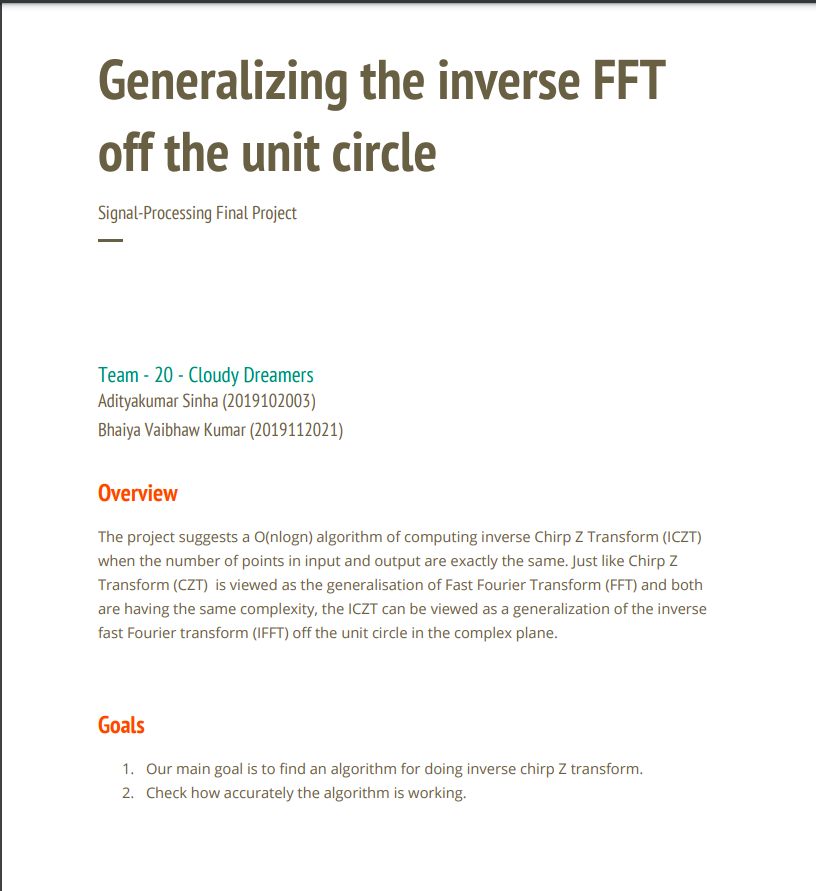 Generalizing the inverse FFT
off the unit circle
Signal-Processing Final Project
Team - 20 - Cloudy Dreamers
Adityakumar Sinha (2019102003)
Bhaiya Vaibhaw Kumar (2019112021)
Overview
The project suggests a O(nlogn) algorithm of computing inverse Chirp Z Transform (ICZT)
when the number of points in input and output are exactly the same. Just like Chirp Z
Transform (CZT)  is viewed as the generalisation of Fast Fourier Transform (FFT) and both
are having the same complexity, the ICZT can be viewed as a generalization of the inverse
fast Fourier transform (IFFT) off the unit circle in the complex plane.
Goals
1. Our main goal is to find an algorithm for doing inverse chirp Z transform.
2. Check how accurately the algorithm is working.